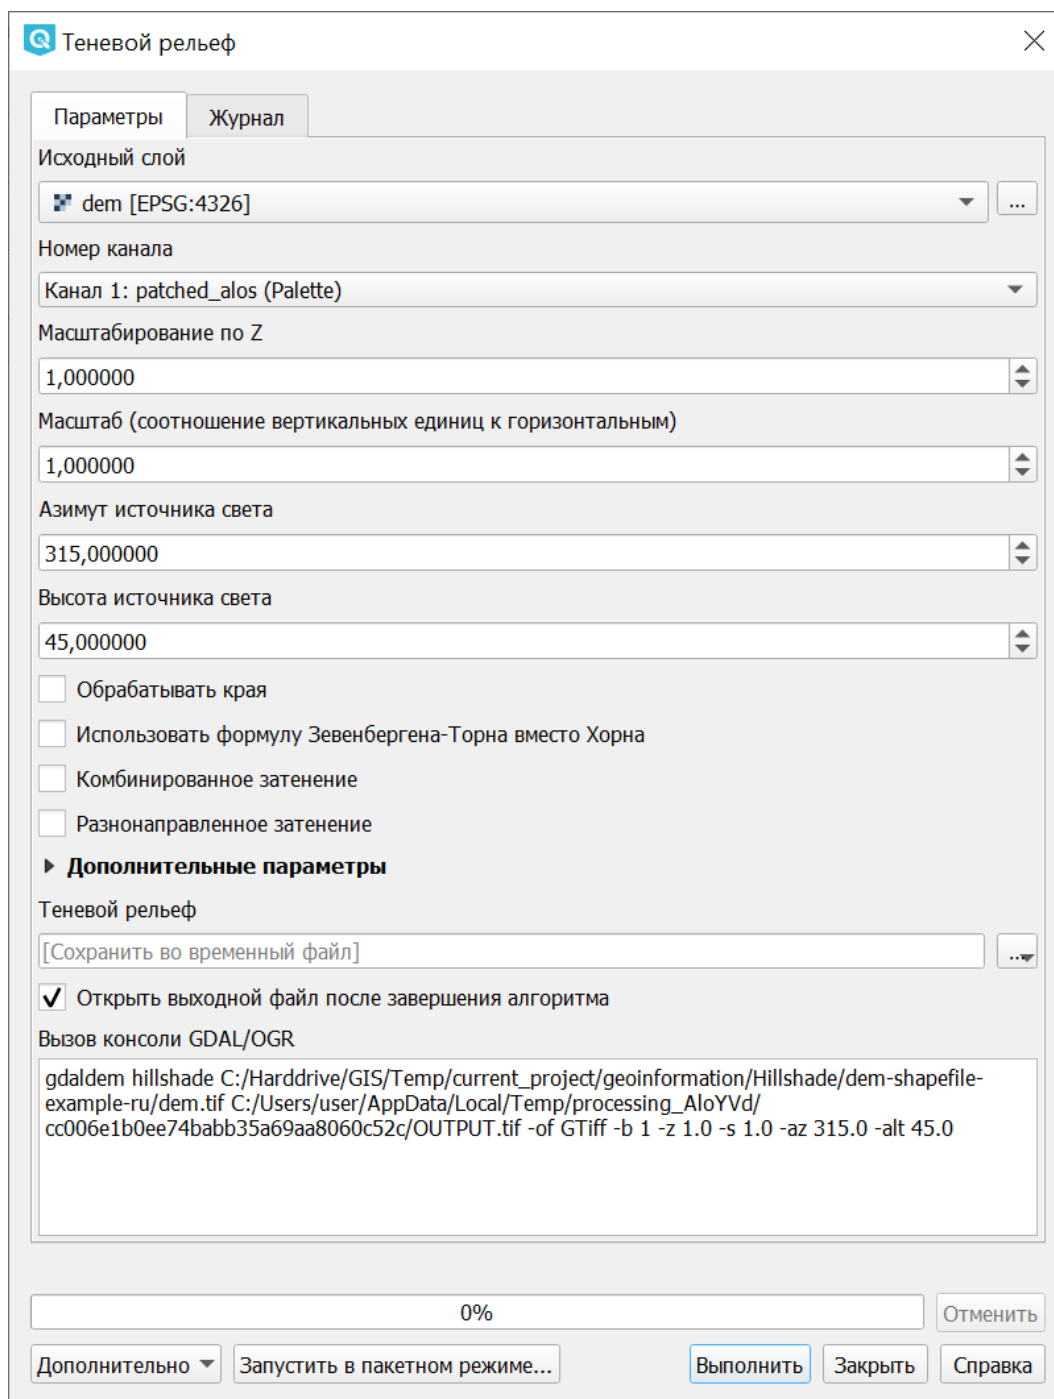 Теневой рельеф
Параметры
Журнал
Исходный слой
dem [EPSG:4326]
...
Номер канала
Канал 1: patched_alos (Palette)
Масштабирование по Z
1,000000
Масштаб (соотношение вертикальных единиц к горизонтальным)
1,000000
Азимут источника света
315,000000
Высота источника света
45,000000
Обрабатывать края
Использовать формулу Зевенбергена-Торна вместо Хорна
Комбинированное затенение
Разнонаправленное затенение
Дополнительные параметры
Теневой рельеф
[Сохранить во временный файл]
...
Открыть выходной файл после завершения алгоритма
Вызов консоли GDAL/OGR
gdaldem hillshade C:/Harddrive/GIS/Temp/current_project/geoinformation/Hillshade/dem-shapefile-
example-ru/dem.tif C:/Users/user/AppData/Local/Temp/processing_AloYVd/
cc006e1b0ee74babb35a69aa8060c52c/OUTPUT.tif -of GTiff -b 1 -z 1.0 -s 1.0 -az 315.0 -alt 45.0
0%
Отменить
Дополнительно
Запустить в пакетном режиме...
Выполнить
Закрыть
Справка